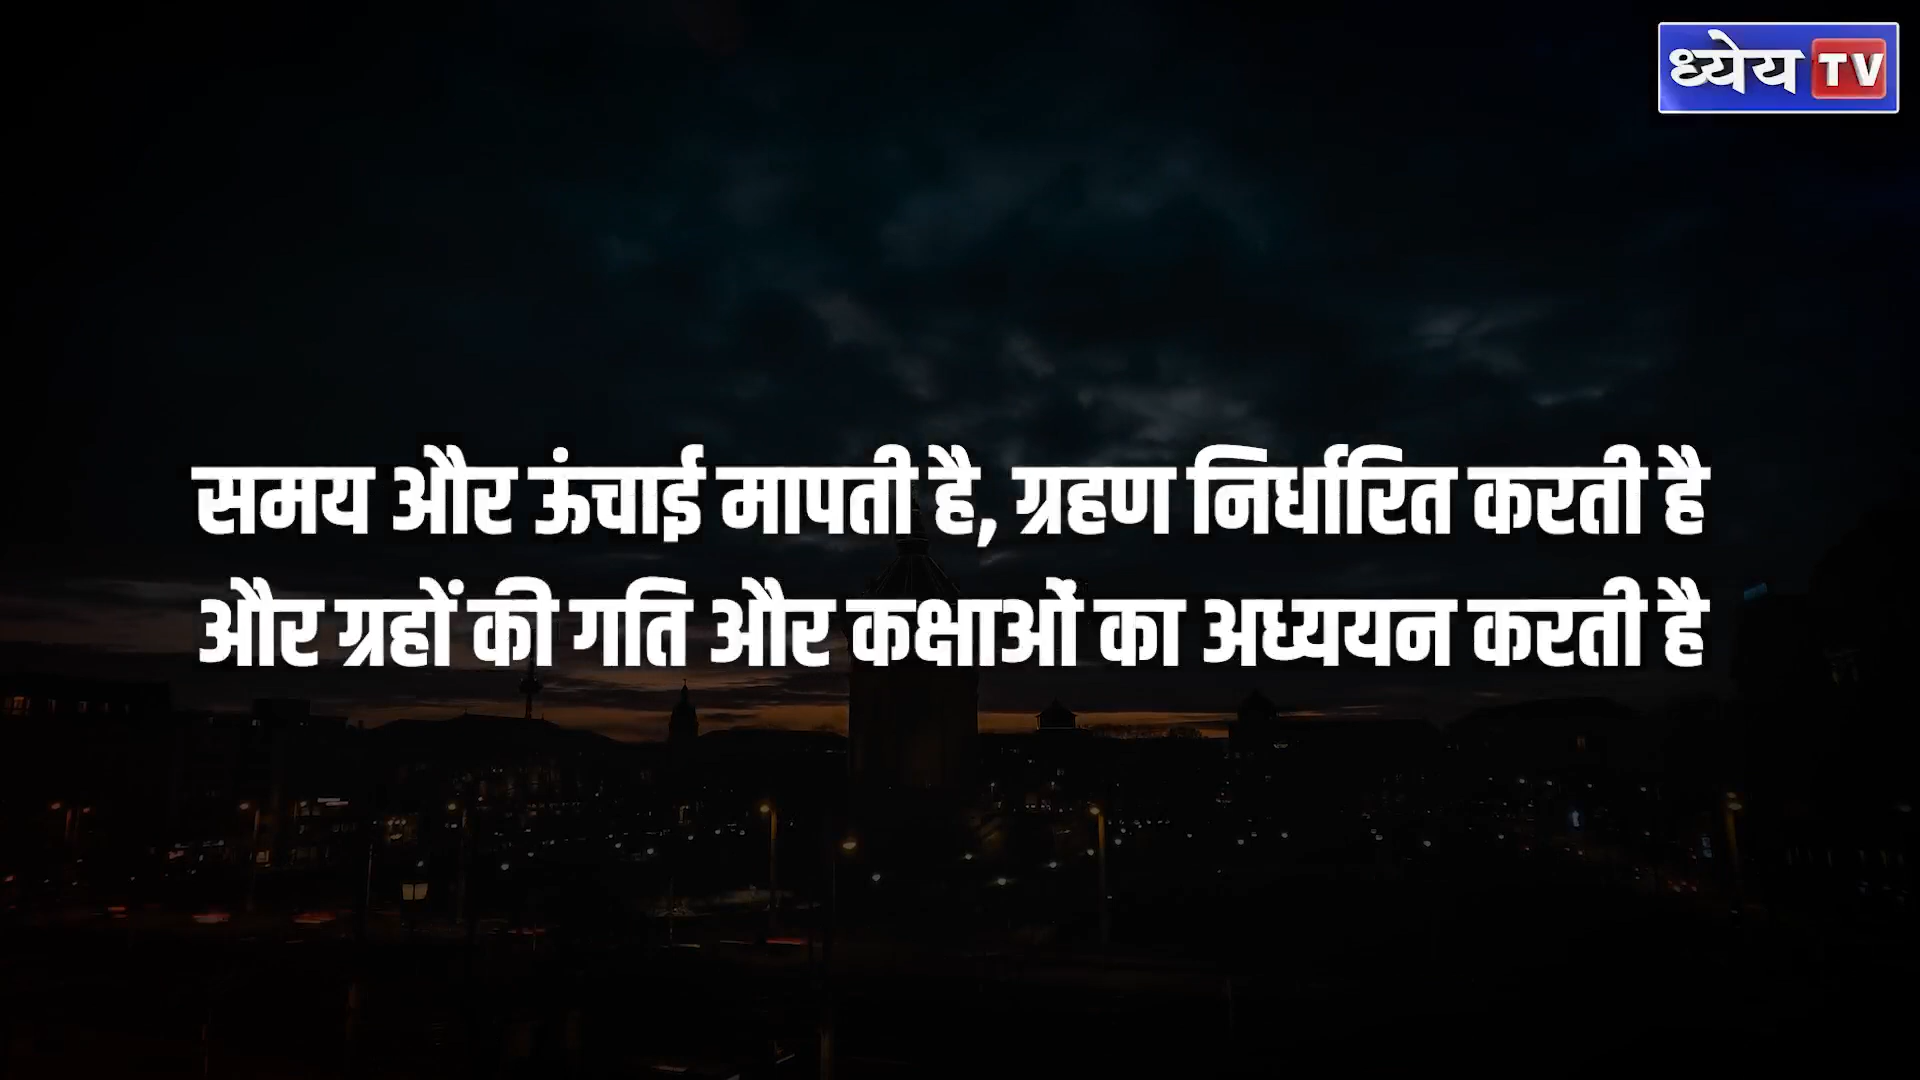 ध्येय TV
समय और ऊंचाई मापती है, ग्रहण निर्धारित करती है
और ग्रहों की गति और कक्षाओं का अध्ययन करती है